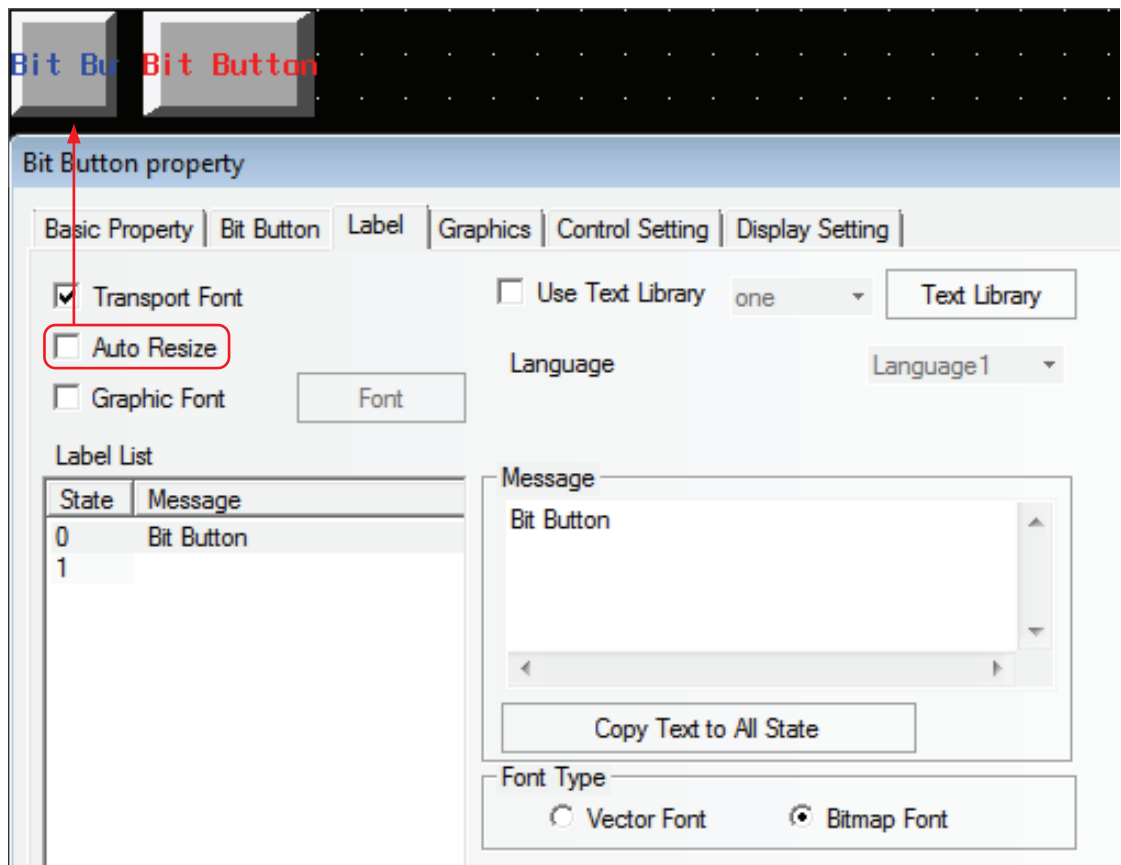 Bit Bu Bit Button
Bit Button property
Basic Property Bit Button Label Graphics Control Setting Display Setting
Transport Font Use Text Library one Text Library
Auto Resize
Language Language1
Graphic Font Font
Label List
Message
State Message
Bit Button
0 Bit Button
1
Copy Text to All State
Font Type
Vector Font Bitmap Font